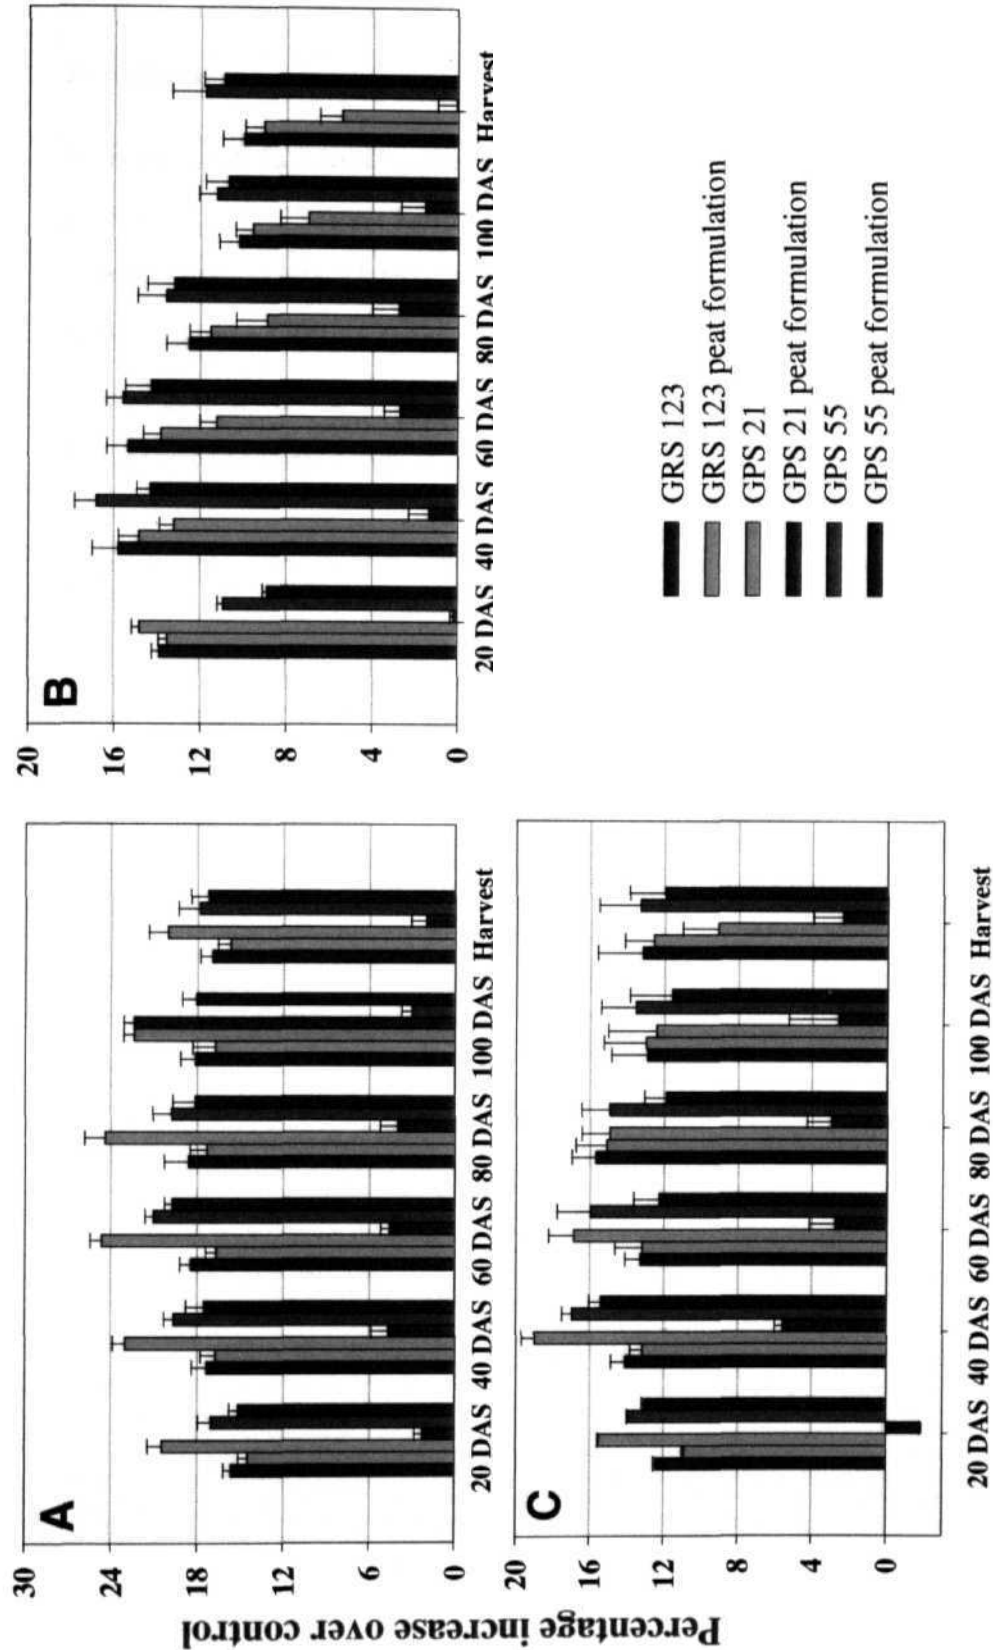 Percentage increase over control
A
30
24
18
12
6
0
20 DAS 40 DAS 60 DAS 80 DAS 100 DAS Harvest
B
20
16
12
8
4
0
20 DAS 40 DAS 60 DAS 80 DAS 100 DAS Harvest
C
20
16
12
8
4
0
20 DAS 40 DAS 60 DAS 80 DAS 100 DAS Harvest
GRS 123
GRS 123 peat formulation
GPS 21
GPS 21 peat formulation
GPS 55
GPS 55 peat formulation